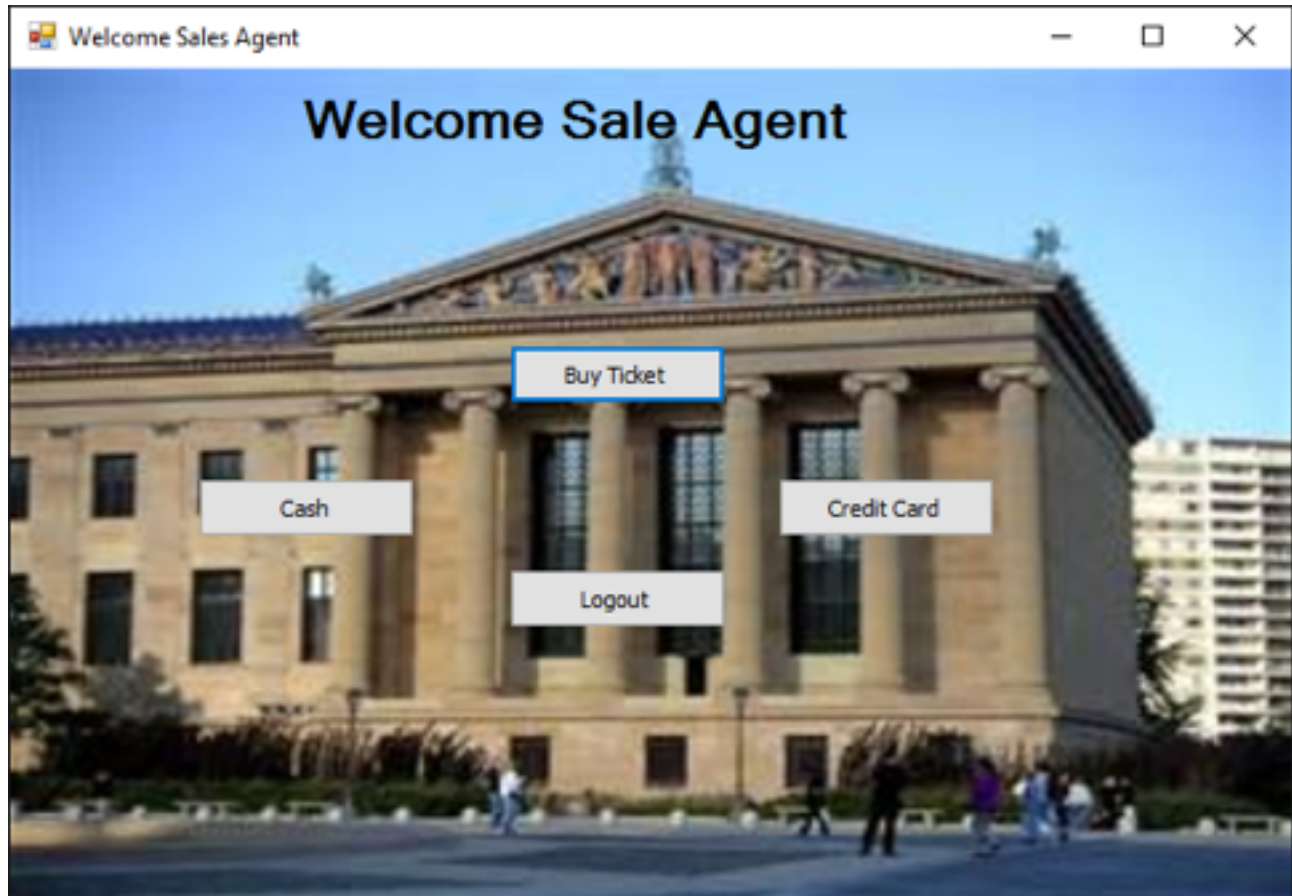 Welcome Sales Agent
Welcome Sale Agent
Buy Ticket
Cash
Credit Card
Logout